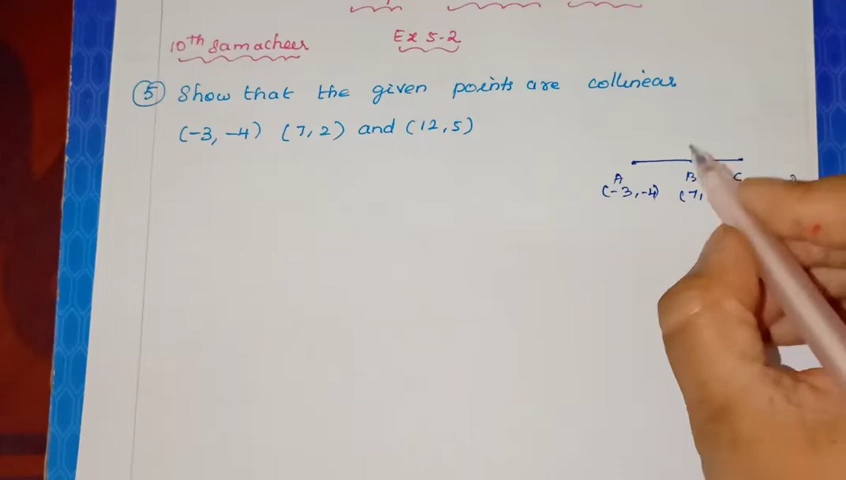 10th Samacheer Ex 5-2
5 Show that the given points are collinear
(-3, -4) (7, 2) and (12, 5)
A B C
(-3, -4) (7,